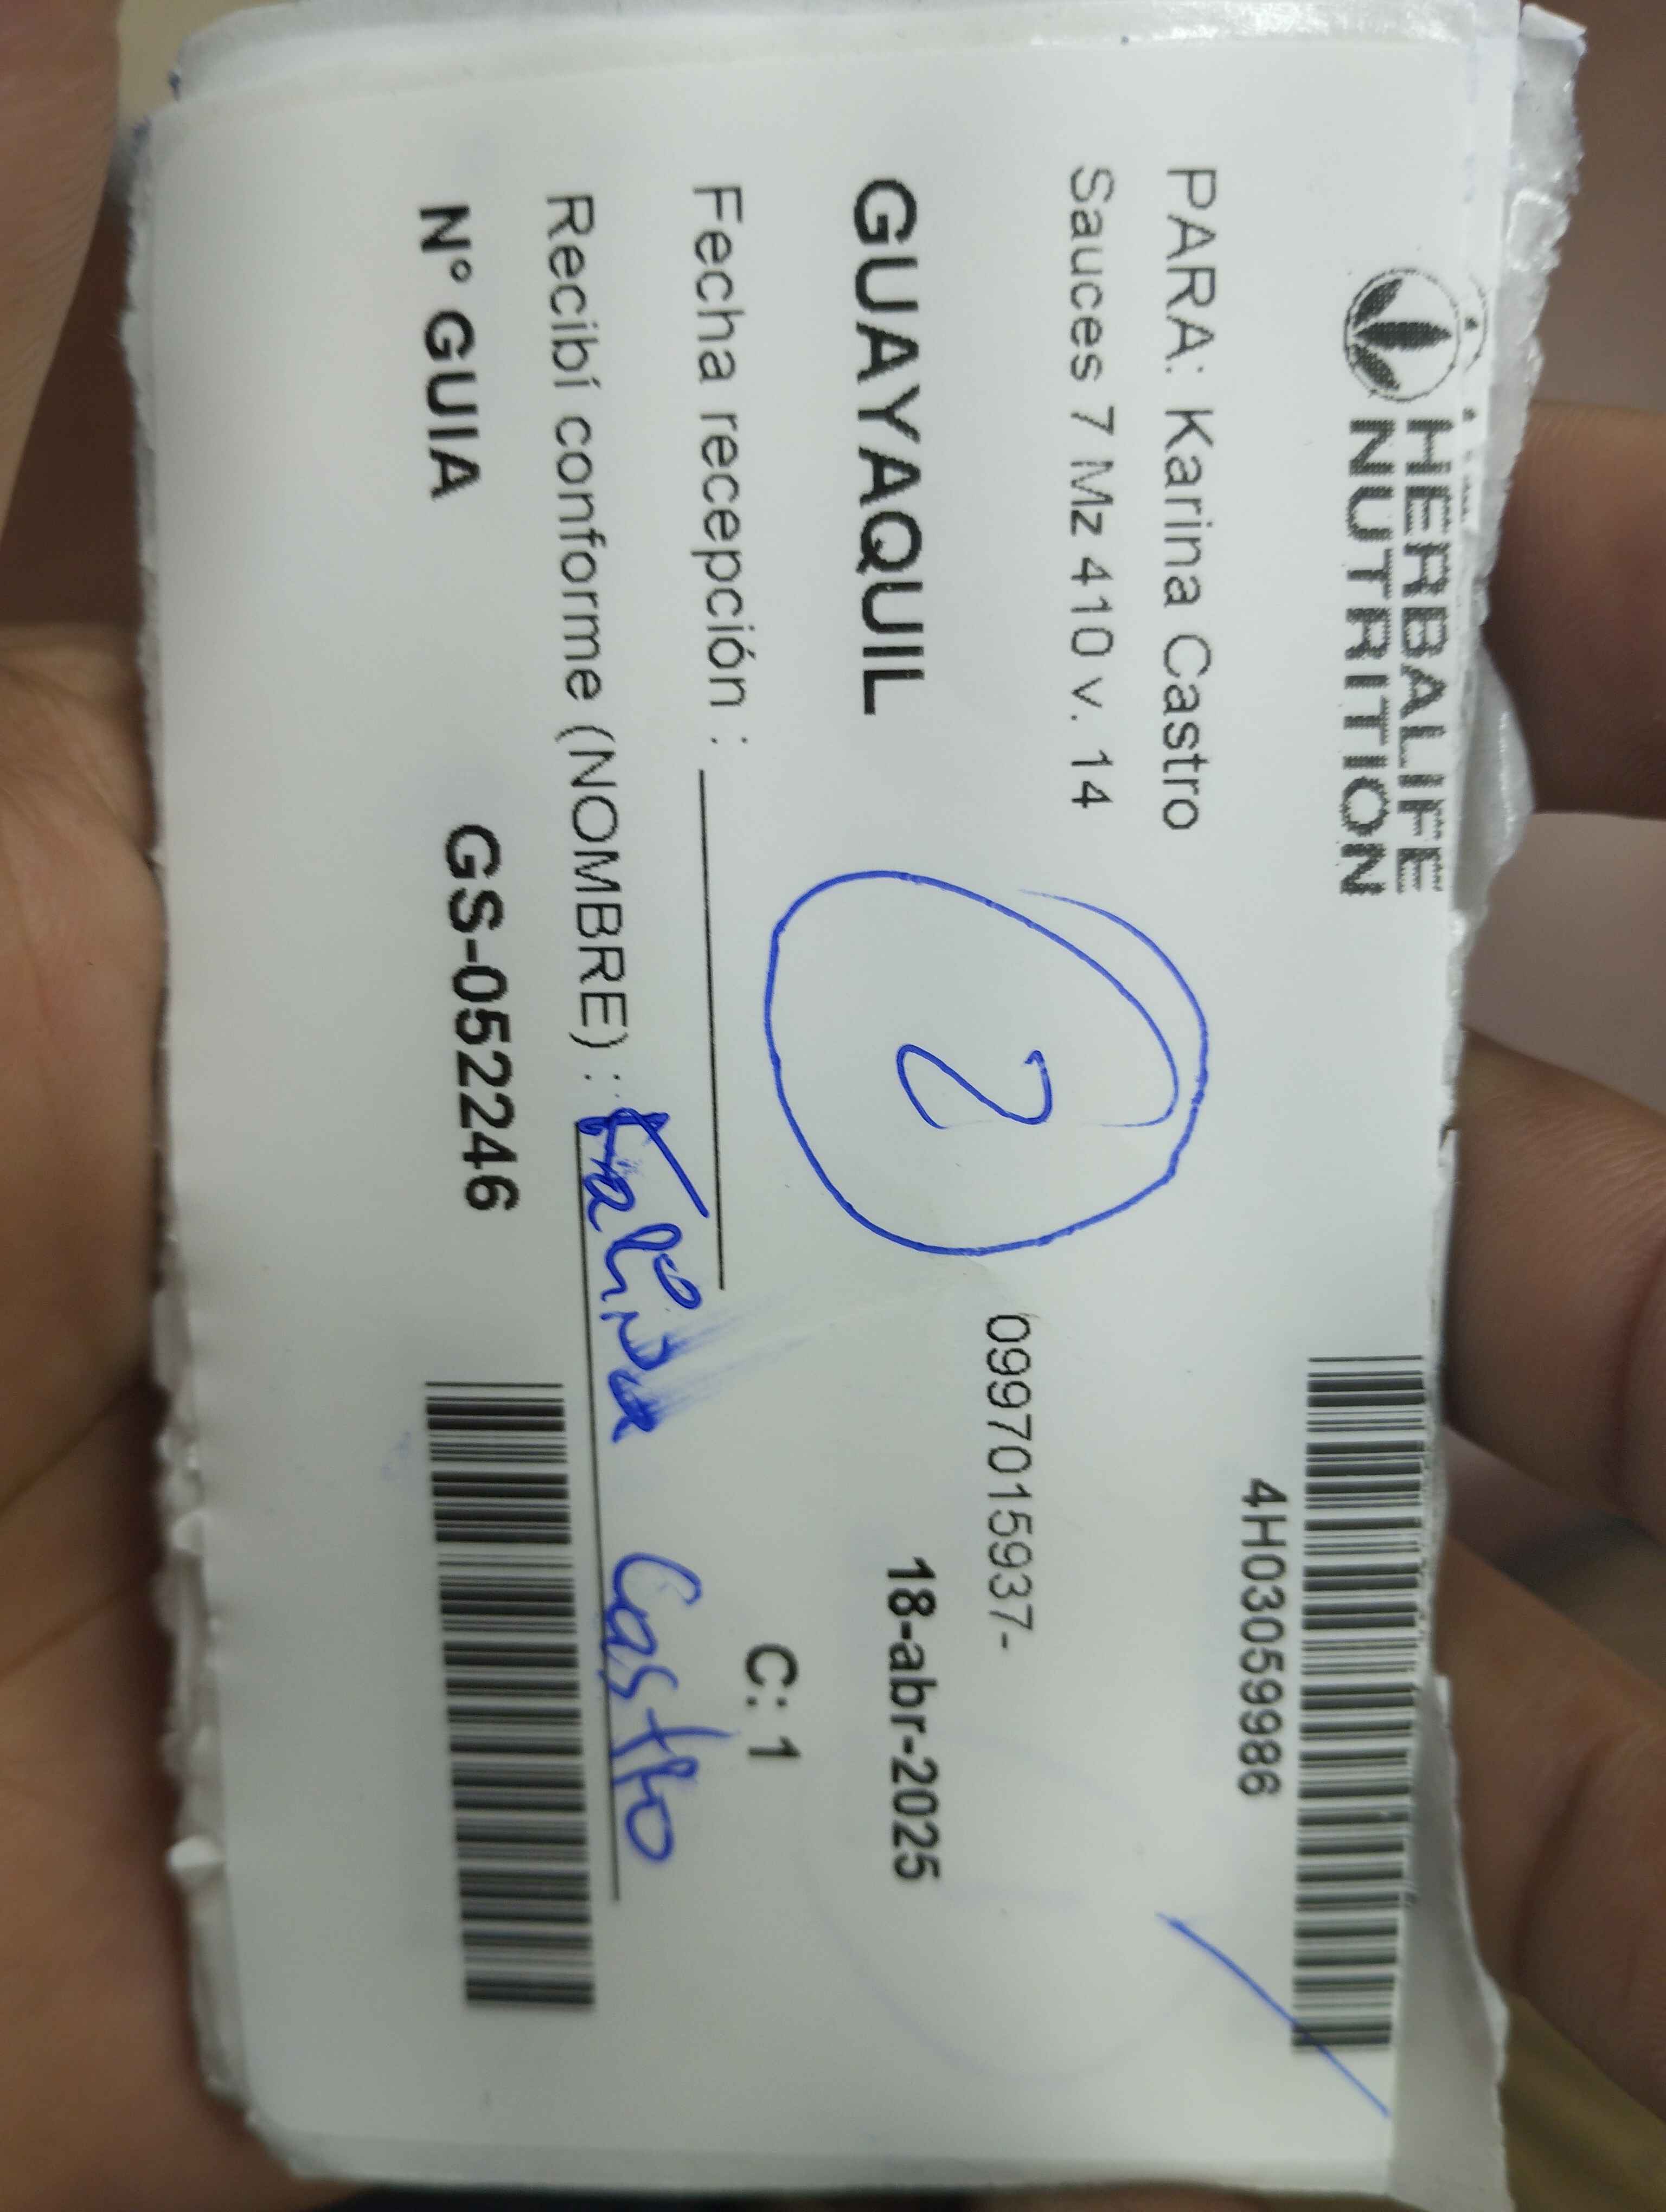 HERBALIFE
NUTRITION
4H03059986
PARA: Karina Castro
Sauces 7 Mz 410 v. 14
0997015937-
2
GUAYAQUIL
18-abr-2025
C: 1
Fecha recepción :
Recibí conforme (NOMBRE) : Kalina Castro
N° GUIA
GS-052246